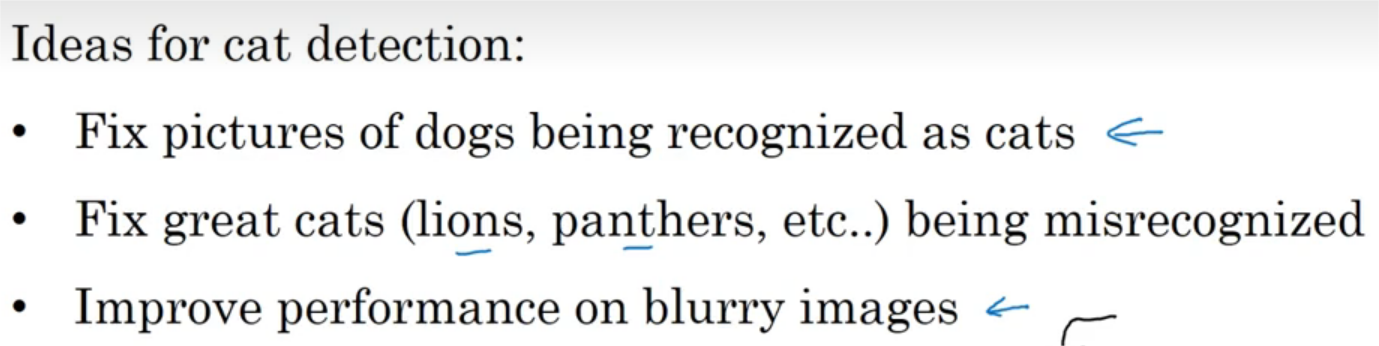 Ideas for cat detection:
• Fix pictures of dogs being recognized as cats
• Fix great cats (lions, panthers, etc..) being misrecognized
• Improve performance on blurry images